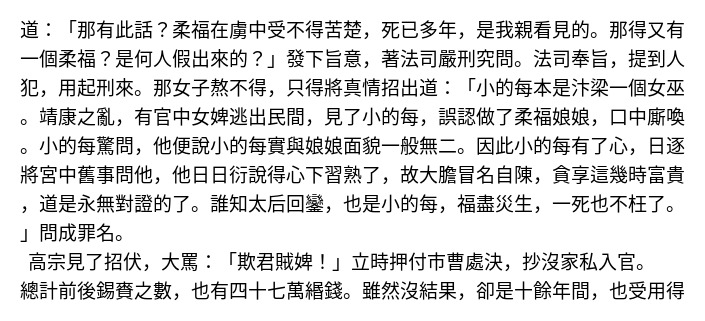 道：「那有此話？柔福在虜中受不得苦楚，死已多年，是我親看見的。那得又有
一個柔福？是何人假出來的？」發下旨意，著法司嚴刑究問。法司奉旨，提到人
犯，用起刑來。那女子熬不得，只得將真情招出道：「小的每本是汴梁一個女巫
。靖康之亂，有官中女婢逃出民間，見了小的每，誤認做了柔福娘娘，口中廝喚
。小的每驚問，他便說小的每實與娘娘面貌一般無二。因此小的每有了心，日逐
將宮中舊事問他，他日日衍說得心下習熟了，故大膽冒名自陳，貪享這幾時富貴
，道是永無對證的了。誰知太后回鑾，也是小的每，福盡災生，一死也不枉了。
」問成罪名。
高宗見了招伏，大罵：「欺君賊婢！」立時押付市曹處決，抄沒家私入官。
總計前後錫賚之數，也有四十七萬緡錢。雖然沒結果，卻是十餘年間，也受用得